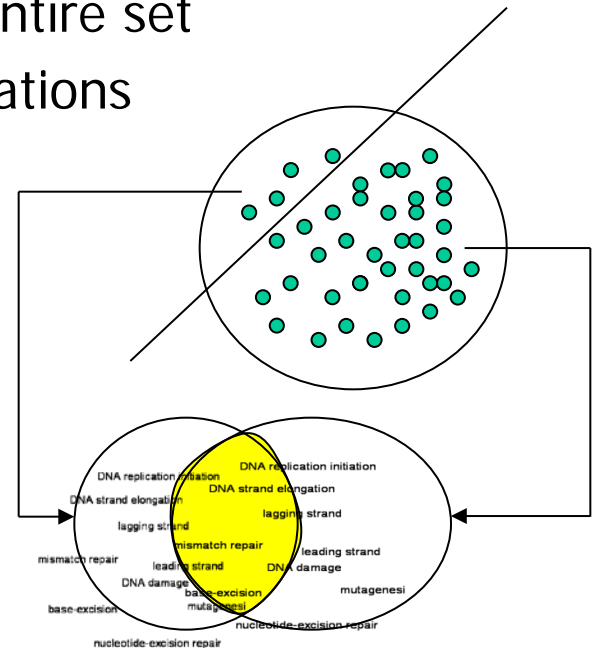 ntire set
ations
DNA replication initiation
DNA strand elongation
lagging strand
mismatch repair
leading strand
DNA damage
base-excision
mutagenesi
nucleotide-excision repair
DNA replication initiation
DNA strand elongation
lagging strand
mismatch repair
leading strand
DNA damage
base-excision
mutagenesi
nucleotide-excision repair